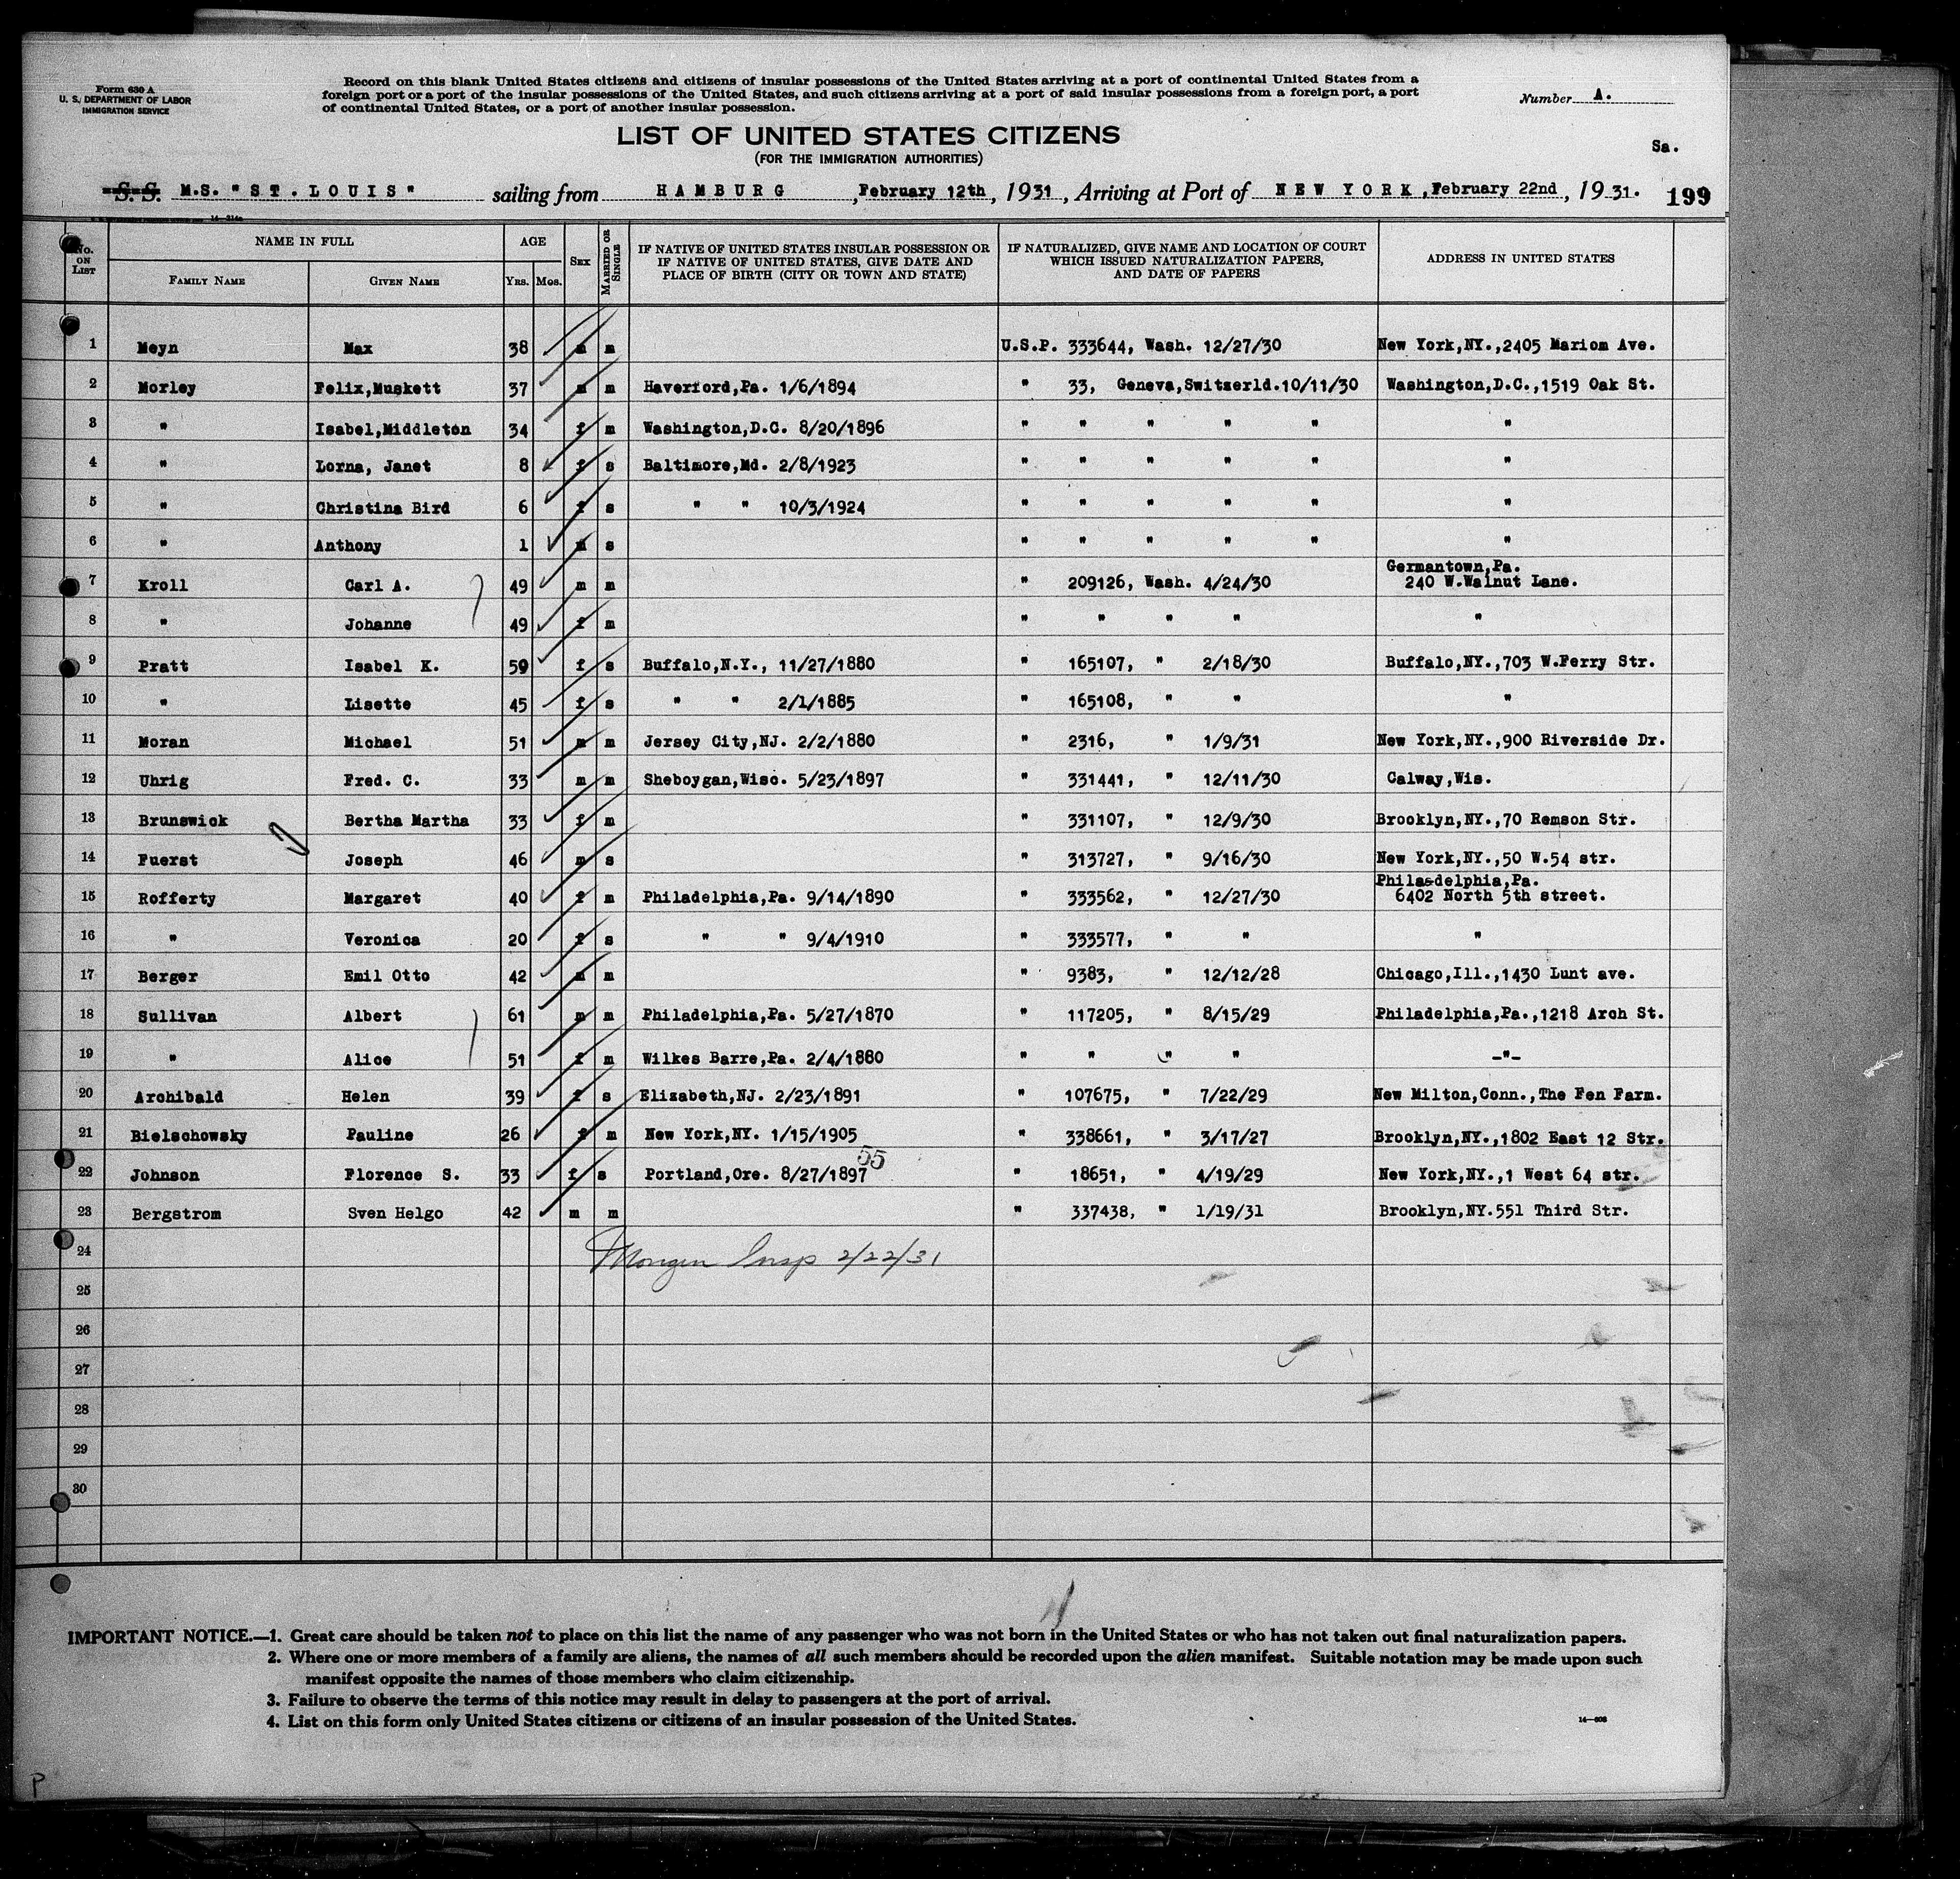 Form 630 A
U. S. DEPARTMENT OF LABOR
IMMIGRATION SERVICE
Record on this blank United States citizens and citizens of insular possessions of the United States arriving at a port of continental United States from a
foreign port or a port of the insular possessions of the United States, and such citizens arriving at a port of said insular possessions from a foreign port, a port
of continental United States, or a port of another insular possession.
Number A.
LIST OF UNITED STATES CITIZENS
(FOR THE IMMIGRATION AUTHORITIES)
Sa.
S. S. M.S. "ST.LOUIS" sailing from HAMBURG, February 12th, 1931, Arriving at Port of NEW YORK, February 22nd, 1931. 199
No. ON LIST NAME IN FULL AGE SEX MARRIED OR SINGLE IF NATIVE OF UNITED STATES INSULAR POSSESSION OR IF NATIVE OF UNITED STATES, GIVE DATE AND PLACE OF BIRTH (CITY OR TOWN AND STATE) IF NATURALIZED, GIVE NAME AND LOCATION OF COURT WHICH ISSUED NATURALIZATION PAPERS, AND DATE OF PAPERS ADDRESS IN UNITED STATES
FAMILY NAME GIVEN NAME YRS. MOS.
1 Meyn Max 38 m m U.S.P. 333644, Wash. 12/27/30 New York,NY.,2405 Mariom Ave.
2 Morley Felix,Muskett 37 m m Haverford,Pa. 1/6/1894 " 33, Geneva,Switzerld.10/11/30 Washington,D.C.,1519 Oak St.
3 " Isabel,Middleton 34 f m Washington,D.C. 8/20/1896 " " " " " "
4 " Lorna, Janet 8 f s Baltimore,Md. 2/8/1923 " " " " " "
5 " Christina Bird 6 f s " " 10/3/1924 " " " " " "
6 " Anthony 1 m s " " " " " "
7 Kroll Carl A. 49 m m " 209126, Wash. 4/24/30 Germantown,Pa.
240 W.Walnut Lane.
8 " Johanne 49 f m " " " " "
9 Pratt Isabel K. 50 f s Buffalo,N.Y., 11/27/1880 " 165107, " 2/18/30 Buffalo,NY.,703 W.Ferry Str.
10 " Lisette 45 f s " " 2/1/1885 " 165108, " " "
11 Moran Michael 51 m m Jersey City,NJ. 2/2/1880 " 2316, " 1/9/31 New York,NY.,900 Riverside Dr.
12 Uhrig Fred. C. 33 m m Sheboygan,Wisc. 5/23/1897 " 331441, " 12/11/30 Calway,Wis.
13 Brunswick Bertha Martha 33 f m " 331107, " 12/9/30 Brooklyn,NY.,70 Remson Str.
14 Fuerst Joseph 46 m s " 313727, " 9/16/30 New York,NY.,50 W.54 str.
15 Rofferty Margaret 40 f m Philadelphia,Pa. 9/14/1890 " 333562, " 12/27/30 Philasdelphia,Pa.
6402 North 5th street.
16 " Veronica 20 f s " " 9/4/1910 " 333577, " " "
17 Berger Emil Otto 42 m m " 9383, " 12/12/28 Chicago,Ill.,1430 Lunt ave.
18 Sullivan Albert 61 m m Philadelphia,Pa. 5/27/1870 " 117205, " 8/15/29 Philadelphia,Pa.,1218 Arch St.
19 " Alice 51 f m Wilkes Barre,Pa. 2/4/1880 " " " " -"-
20 Archibald Helen 39 f s Elizabeth,NJ. 2/23/1891 " 107675, " 7/22/29 New Milton,Conn.,The Fen Farm.
21 Bielschowsky Pauline 26 f m New York,NY. 1/15/1905 " 338661, " 3/17/27 Brooklyn,NY.,1802 East 12 Str.
55
22 Johnson Florence S. 33 f s Portland,Ore. 8/27/1897 " 18651, " 4/19/29 New York,NY.,1 West 64 str.
23 Bergstrom Sven Helgo 42 m m " 337438, " 1/19/31 Brooklyn,NY.551 Third Str.
24 Insp 2/22/31
25
26
27
28
29
30
IMPORTANT NOTICE.—1. Great care should be taken not to place on this list the name of any passenger who was not born in the United States or who has not taken out final naturalization papers.
2. Where one or more members of a family are aliens, the names of all such members should be recorded upon the alien manifest. Suitable notation may be made upon such
manifest opposite the names of those members who claim citizenship.
3. Failure to observe the terms of this notice may result in delay to passengers at the port of arrival.
4. List on this form only United States citizens or citizens of an insular possession of the United States.
14—608
P